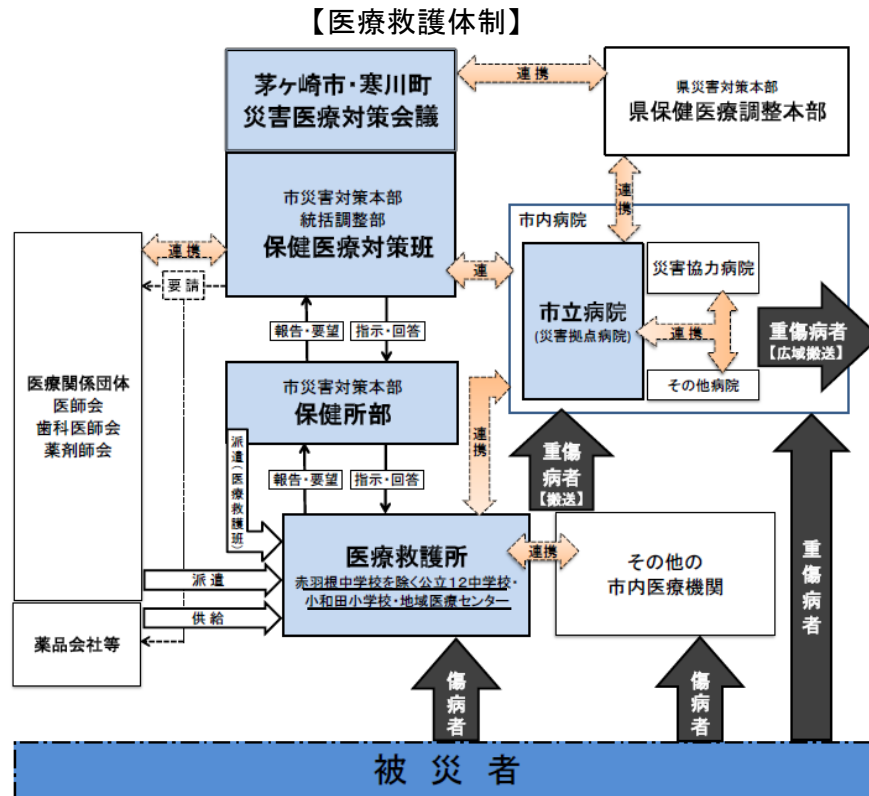 【医療救護体制】
茅ヶ崎市・寒川町
災害医療対策会議
連携
県災害対策本部
県保健医療調整本部
市災害対策本部
統括調整部
保健医療対策班
連携
要請
連
連携
市内病院
市立病院
(災害拠点病院)
災害協力病院
連携
その他病院
重傷病者
【広域搬送】
報告・要望
指示・回答
医療関係団体
医師会
歯科医師会
薬剤師会
市災害対策本部
保健所部
派遣(医療救護班)
報告・要望
指示・回答
連携
重傷
病者
【搬送】
医療救護所
赤羽根中学校を除く公立12中学校・
小和田小学校・地域医療センター
連携
その他の
市内医療機関
派遣
供給
薬品会社等
傷病者
傷病者
重傷病者
被災者